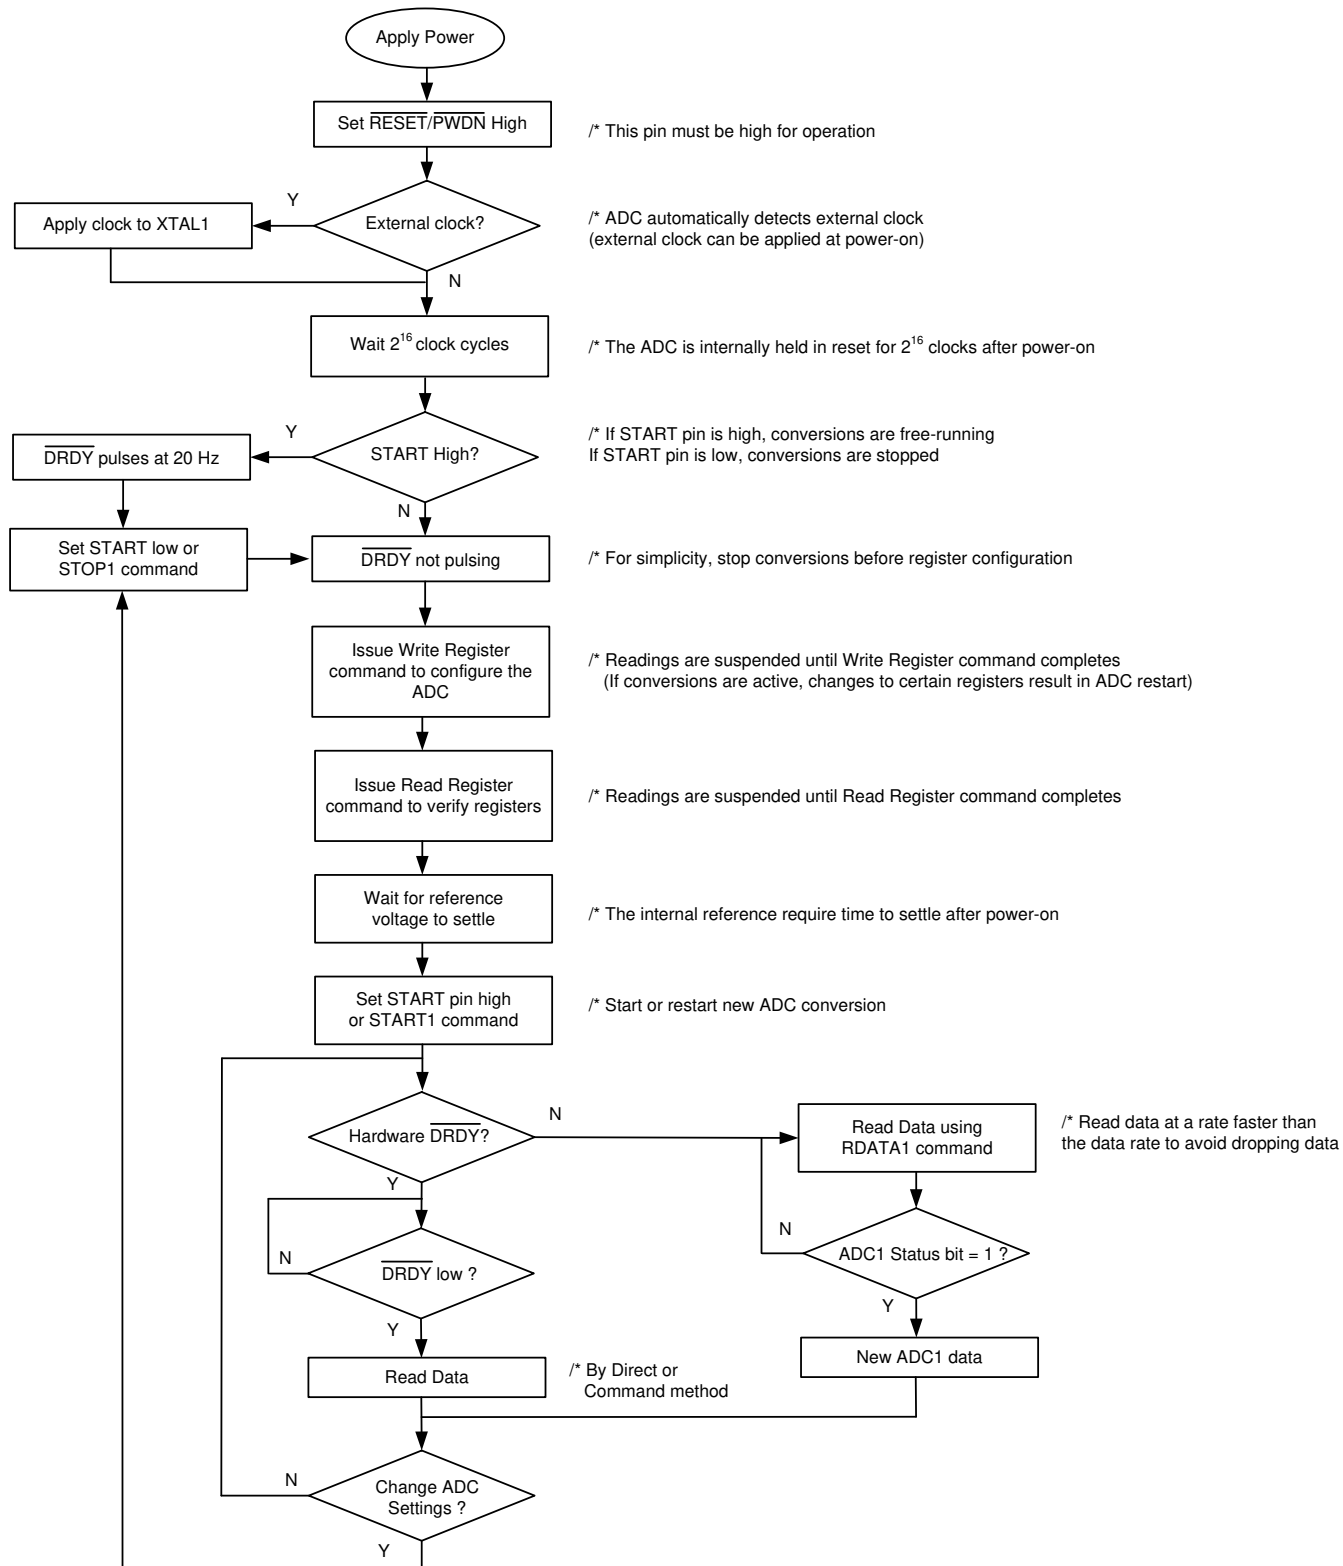 Apply Power
Set RESET/PWDN High
/* This pin must be high for operation
Y
Apply clock to XTAL1
External clock?
/* ADC automatically detects external clock
(external clock can be applied at power-on)
N
Wait 2^16 clock cycles
/* The ADC is internally held in reset for 2^16 clocks after power-on
Y
DRDY pulses at 20 Hz
START High?
/* If START pin is high, conversions are free-running
If START pin is low, conversions are stopped
N
Set START low or
STOP1 command
DRDY not pulsing
/* For simplicity, stop conversions before register configuration
Issue Write Register
command to configure the
ADC
/* Readings are suspended until Write Register command completes
(If conversions are active, changes to certain registers result in ADC restart)
Issue Read Register
command to verify registers
/* Readings are suspended until Read Register command completes
Wait for reference
voltage to settle
/* The internal reference require time to settle after power-on
Set START pin high
or START1 command
/* Start or restart new ADC conversion
Hardware DRDY?
N
Read Data using
RDATA1 command
/* Read data at a rate faster than
the data rate to avoid dropping data
Y
N
DRDY low ?
N
ADC1 Status bit = 1 ?
Y
Y
Read Data
/* By Direct or
Command method
New ADC1 data
N
Change ADC
Settings ?
Y